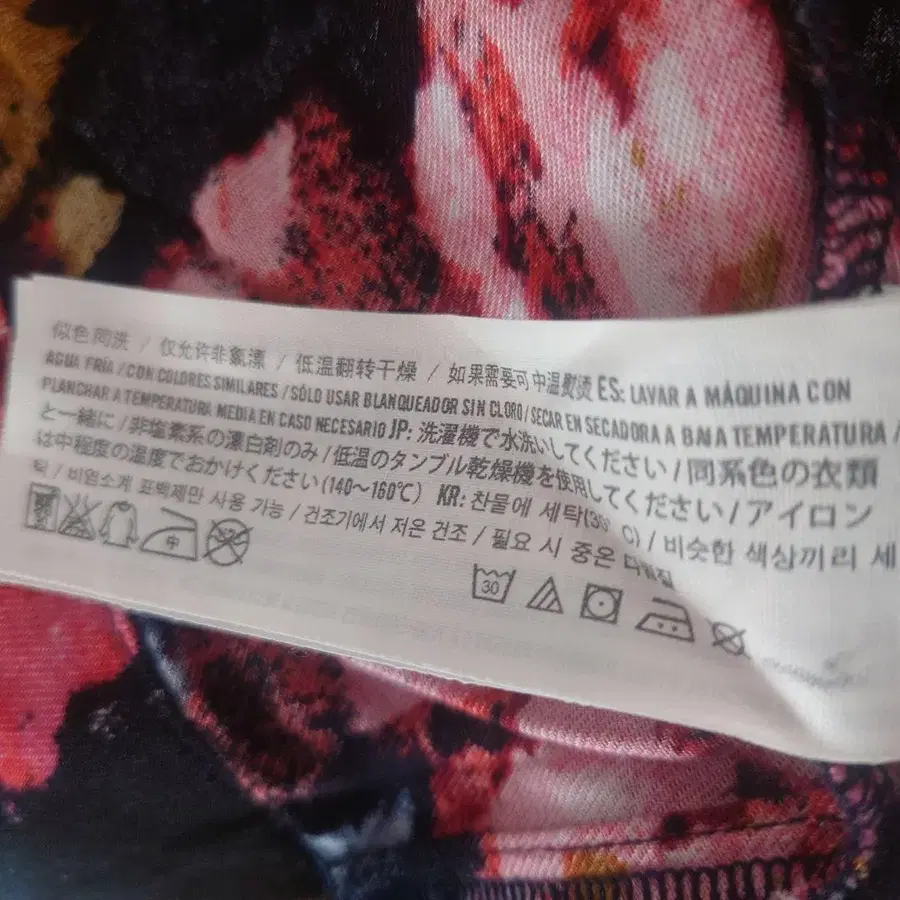 似色同洗 / 仅允许非氯漂 / 低温翻转干燥 / 如果需要可中温熨烫 ES: LAVAR A MÁQUINA CON
AGUA FRÍA / CON COLORES SIMILARES / SÓLO USAR BLANQUEADOR SIN CLORO / SECAR EN SECADORA A BAJA TEMPERATURA /
PLANCHAR A TEMPERATURA MEDIA EN CASO NECESARIO JP: 洗濯機で水洗いしてください / 同系色の衣類
と一緒に / 非塩素系の漂白剤のみ / 低温のタンブル乾燥機を使用してください / アイロン
は中程度の温度でおかけください (140〜160℃) KR: 찬물에 세탁(30°C) / 비슷한 색상끼리 세
탁 / 비염소계 표백제만 사용 가능 / 건조기에서 저온 건조 / 필요 시 중온 다림질
中
30